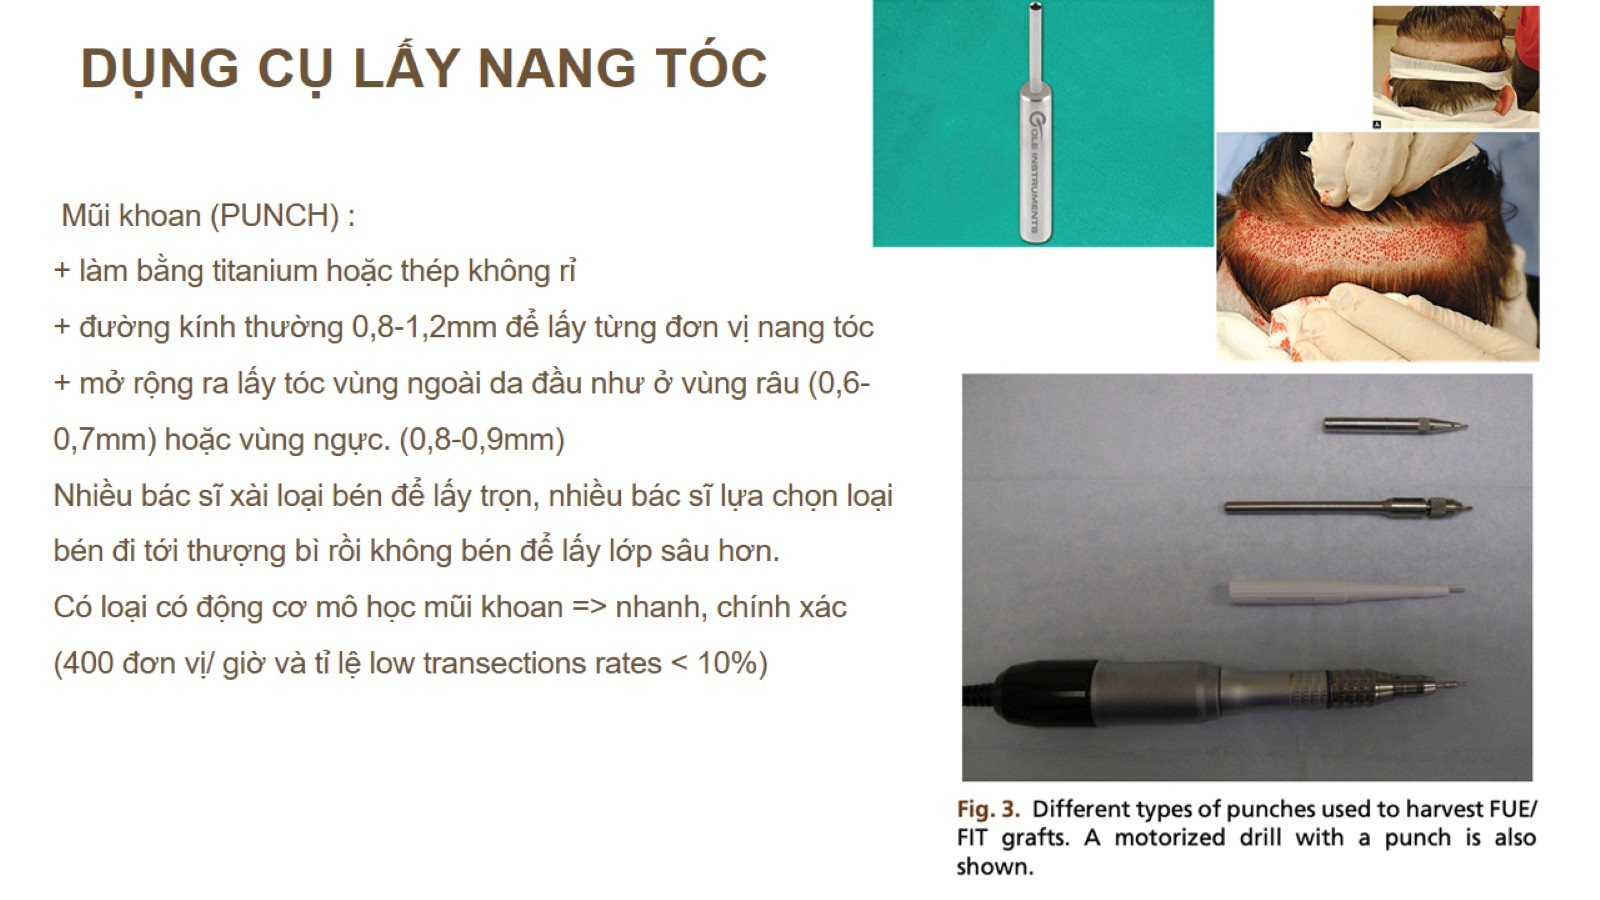 DỤNG CỤ LẤY NANG TÓC
Mũi khoan (PUNCH) :
+ làm bằng titanium hoặc thép không rỉ
+ đường kính thường 0,8-1,2mm để lấy từng đơn vị nang tóc
+ mở rộng ra lấy tóc vùng ngoài da đầu như ở vùng râu (0,6-
0,7mm) hoặc vùng ngực. (0,8-0,9mm)
Nhiều bác sĩ xài loại bén để lấy trọn, nhiều bác sĩ lựa chọn loại
bén đi tới thượng bì rồi không bén để lấy lớp sâu hơn.
Có loại có động cơ mô học mũi khoan => nhanh, chính xác
(400 đơn vị/ giờ và tỉ lệ low transections rates < 10%)
COLE INSTRUMENTS
A
Fig. 3. Different types of punches used to harvest FUE/
FIT grafts. A motorized drill with a punch is also
shown.